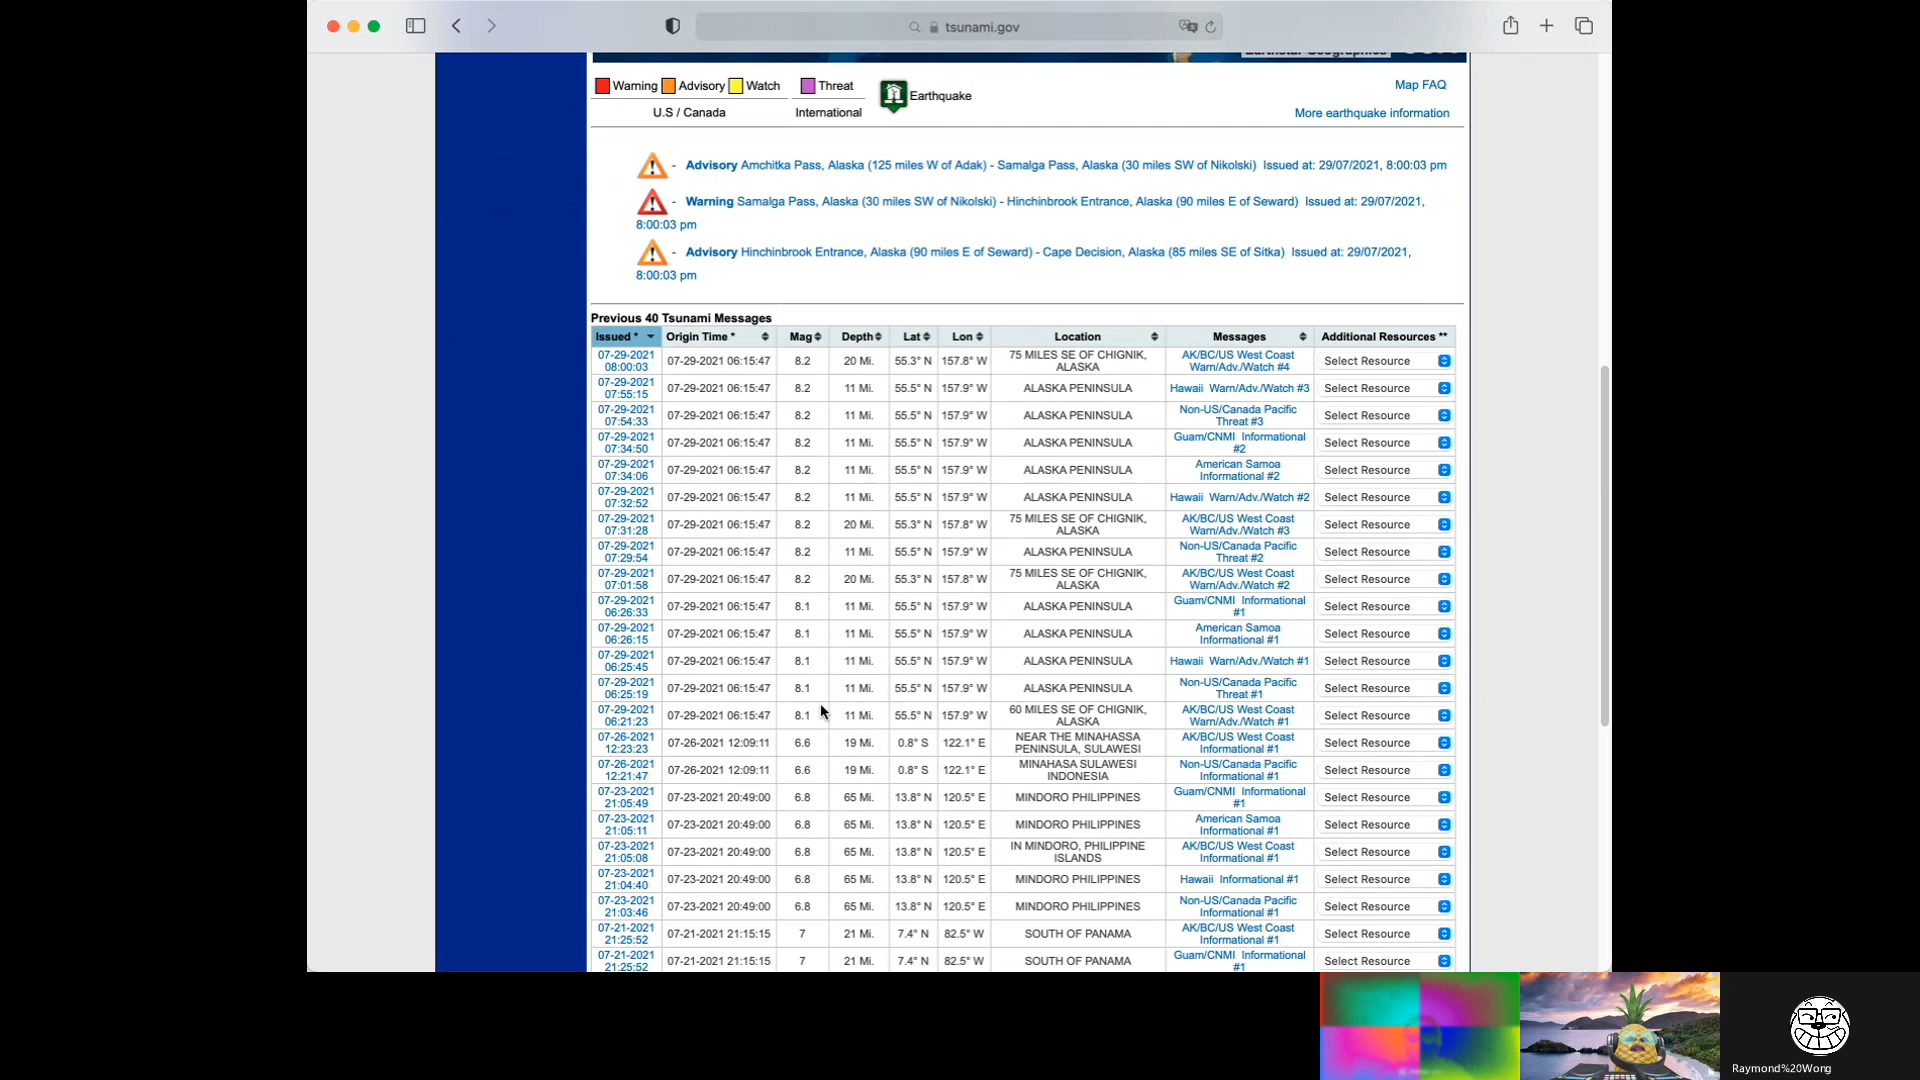 tsunami.gov
Warning Advisory Watch Threat Earthquake Map FAQ
U.S / Canada International More earthquake information
- Advisory Amchitka Pass, Alaska (125 miles W of Adak) - Samalga Pass, Alaska (30 miles SW of Nikolski) Issued at: 29/07/2021, 8:00:03 pm
- Warning Samalga Pass, Alaska (30 miles SW of Nikolski) - Hinchinbrook Entrance, Alaska (90 miles E of Seward) Issued at: 29/07/2021,
8:00:03 pm
- Advisory Hinchinbrook Entrance, Alaska (90 miles E of Seward) - Cape Decision, Alaska (85 miles SE of Sitka) Issued at: 29/07/2021,
8:00:03 pm
Previous 40 Tsunami Messages
Issued * Origin Time * Mag Depth Lat Lon Location Messages Additional Resources **
07-29-2021 08:00:03 07-29-2021 06:15:47 8.2 20 Mi. 55.3° N 157.8° W 75 MILES SE OF CHIGNIK, ALASKA AK/BC/US West Coast Warn/Adv./Watch #4 Select Resource
07-29-2021 07:55:15 07-29-2021 06:15:47 8.2 11 Mi. 55.5° N 157.9° W ALASKA PENINSULA Hawaii Warn/Adv./Watch #3 Select Resource
07-29-2021 07:54:33 07-29-2021 06:15:47 8.2 11 Mi. 55.5° N 157.9° W ALASKA PENINSULA Non-US/Canada Pacific Threat #3 Select Resource
07-29-2021 07:34:50 07-29-2021 06:15:47 8.2 11 Mi. 55.5° N 157.9° W ALASKA PENINSULA Guam/CNMI Informational #2 Select Resource
07-29-2021 07:34:06 07-29-2021 06:15:47 8.2 11 Mi. 55.5° N 157.9° W ALASKA PENINSULA American Samoa Informational #2 Select Resource
07-29-2021 07:32:52 07-29-2021 06:15:47 8.2 11 Mi. 55.5° N 157.9° W ALASKA PENINSULA Hawaii Warn/Adv./Watch #2 Select Resource
07-29-2021 07:31:28 07-29-2021 06:15:47 8.2 20 Mi. 55.3° N 157.8° W 75 MILES SE OF CHIGNIK, ALASKA AK/BC/US West Coast Warn/Adv./Watch #3 Select Resource
07-29-2021 07:29:54 07-29-2021 06:15:47 8.2 11 Mi. 55.5° N 157.9° W ALASKA PENINSULA Non-US/Canada Pacific Threat #2 Select Resource
07-29-2021 07:01:58 07-29-2021 06:15:47 8.2 20 Mi. 55.3° N 157.8° W 75 MILES SE OF CHIGNIK, ALASKA AK/BC/US West Coast Warn/Adv./Watch #2 Select Resource
07-29-2021 06:26:33 07-29-2021 06:15:47 8.1 11 Mi. 55.5° N 157.9° W ALASKA PENINSULA Guam/CNMI Informational #1 Select Resource
07-29-2021 06:26:15 07-29-2021 06:15:47 8.1 11 Mi. 55.5° N 157.9° W ALASKA PENINSULA American Samoa Informational #1 Select Resource
07-29-2021 06:25:45 07-29-2021 06:15:47 8.1 11 Mi. 55.5° N 157.9° W ALASKA PENINSULA Hawaii Warn/Adv./Watch #1 Select Resource
07-29-2021 06:25:19 07-29-2021 06:15:47 8.1 11 Mi. 55.5° N 157.9° W ALASKA PENINSULA Non-US/Canada Pacific Threat #1 Select Resource
07-29-2021 06:21:23 07-29-2021 06:15:47 8.1 11 Mi. 55.5° N 157.9° W 60 MILES SE OF CHIGNIK, ALASKA AK/BC/US West Coast Warn/Adv./Watch #1 Select Resource
07-26-2021 12:23:23 07-26-2021 12:09:11 6.6 19 Mi. 0.8° S 122.1° E NEAR THE MINAHASSA PENINSULA, SULAWESI AK/BC/US West Coast Informational #1 Select Resource
07-26-2021 12:21:47 07-26-2021 12:09:11 6.6 19 Mi. 0.8° S 122.1° E MINAHASA SULAWESI INDONESIA Non-US/Canada Pacific Informational #1 Select Resource
07-23-2021 21:05:49 07-23-2021 20:49:00 6.8 65 Mi. 13.8° N 120.5° E MINDORO PHILIPPINES Guam/CNMI Informational #1 Select Resource
07-23-2021 21:05:11 07-23-2021 20:49:00 6.8 65 Mi. 13.8° N 120.5° E MINDORO PHILIPPINES American Samoa Informational #1 Select Resource
07-23-2021 21:05:08 07-23-2021 20:49:00 6.8 65 Mi. 13.8° N 120.5° E IN MINDORO, PHILIPPINE ISLANDS AK/BC/US West Coast Informational #1 Select Resource
07-23-2021 21:04:40 07-23-2021 20:49:00 6.8 65 Mi. 13.8° N 120.5° E MINDORO PHILIPPINES Hawaii Informational #1 Select Resource
07-23-2021 21:03:46 07-23-2021 20:49:00 6.8 65 Mi. 13.8° N 120.5° E MINDORO PHILIPPINES Non-US/Canada Pacific Informational #1 Select Resource
07-21-2021 21:25:52 07-21-2021 21:15:15 7 21 Mi. 7.4° N 82.5° W SOUTH OF PANAMA AK/BC/US West Coast Informational #1 Select Resource
07-21-2021 21:25:52 07-21-2021 21:15:15 7 21 Mi. 7.4° N 82.5° W SOUTH OF PANAMA Guam/CNMI Informational #1 Select Resource
Raymond%20Wong